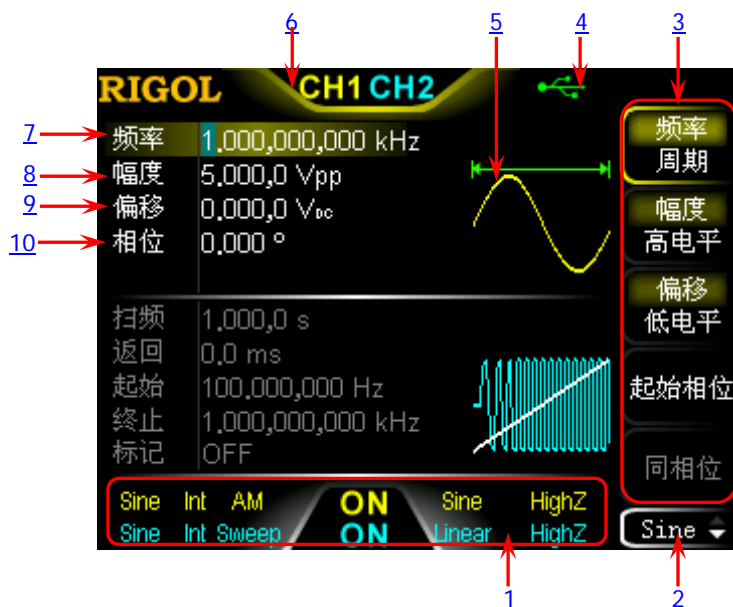 6 5 4 3
RIGOL CH1 CH2
7 频率 1.000,000,000 kHz
8 幅度 5.000,0 Vpp
9 偏移 0.000,0 VDC
10 相位 0.000 °
扫频 1.000,0 s
返回 0.0 ms
起始 100.000,000 Hz
终止 1.000,000,000 kHz
标记 OFF
频率
周期
幅度
高电平
偏移
低电平
起始相位
同相位
Sine Int AM ON Sine HighZ
Sine Int Sweep ON Linear HighZ
Sine
1 2